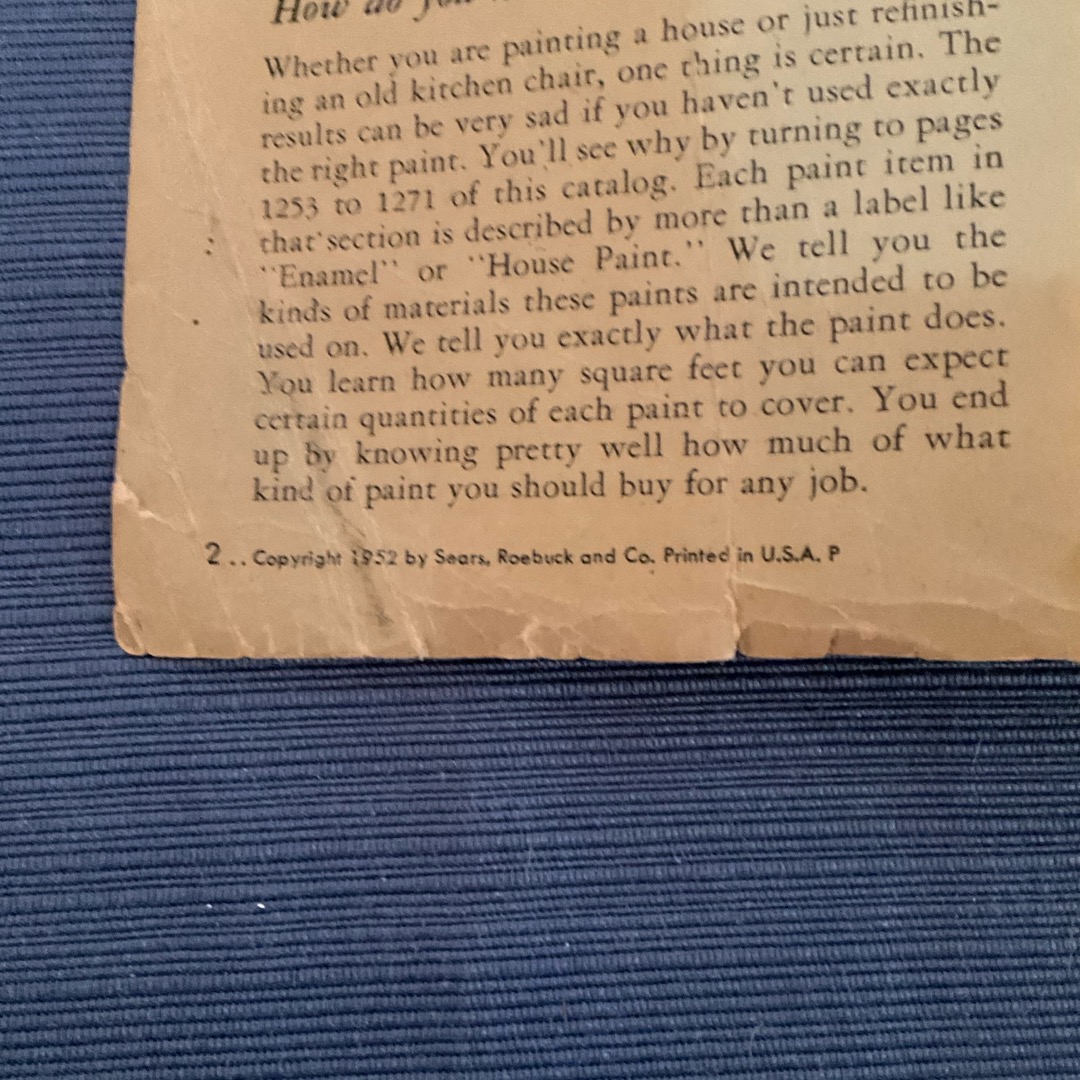 How do you
Whether you are painting a house or just refinish-
ing an old kitchen chair, one thing is certain. The
results can be very sad if you haven't used exactly
the right paint. You'll see why by turning to pages
1253 to 1271 of this catalog. Each paint item in
that section is described by more than a label like
"Enamel" or "House Paint." We tell you the
kinds of materials these paints are intended to be
used on. We tell you exactly what the paint does.
You learn how many square feet you can expect
certain quantities of each paint to cover. You end
up by knowing pretty well how much of what
kind of paint you should buy for any job.
2 .. Copyright 1952 by Sears, Roebuck and Co. Printed in U.S.A. P